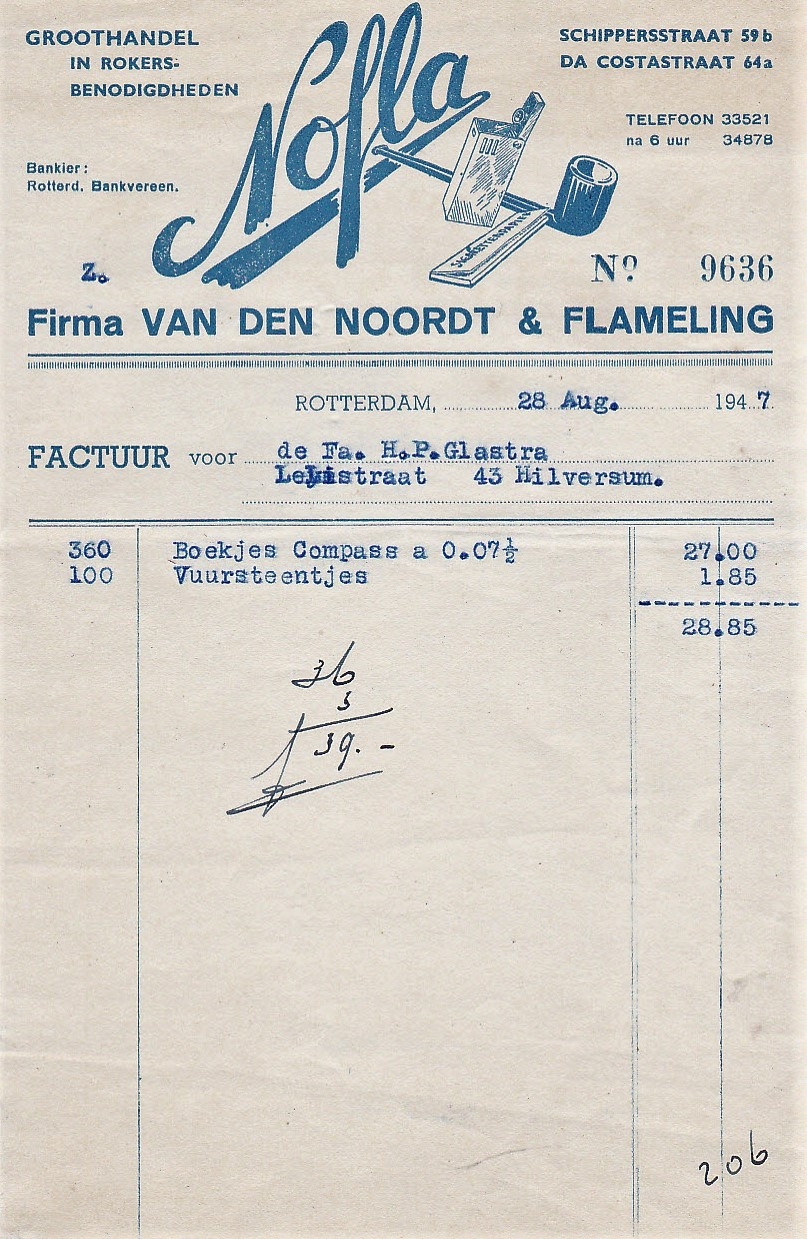 GROOTHANDEL
IN ROKERS-
BENODIGDHEDEN
Nofla
SCHIPPERSSTRAAT 59b
DA COSTASTRAAT 64a
TELEFOON 33521
na 6 uur 34878
Bankier:
Rotterd. Bankvereen.
SIGARETTENPAPIER
Z.
No 9636
Firma VAN DEN NOORDT & FLAMELING
ROTTERDAM, 28 Aug. 1947
FACTUUR voor de Fa. H.P.Glastra
straat 43 Hilversum.
360 Boekjes Compass a 0.07½ 27.00
100 Vuursteentjes 1.85
28.85
36
3
f 39.-
206